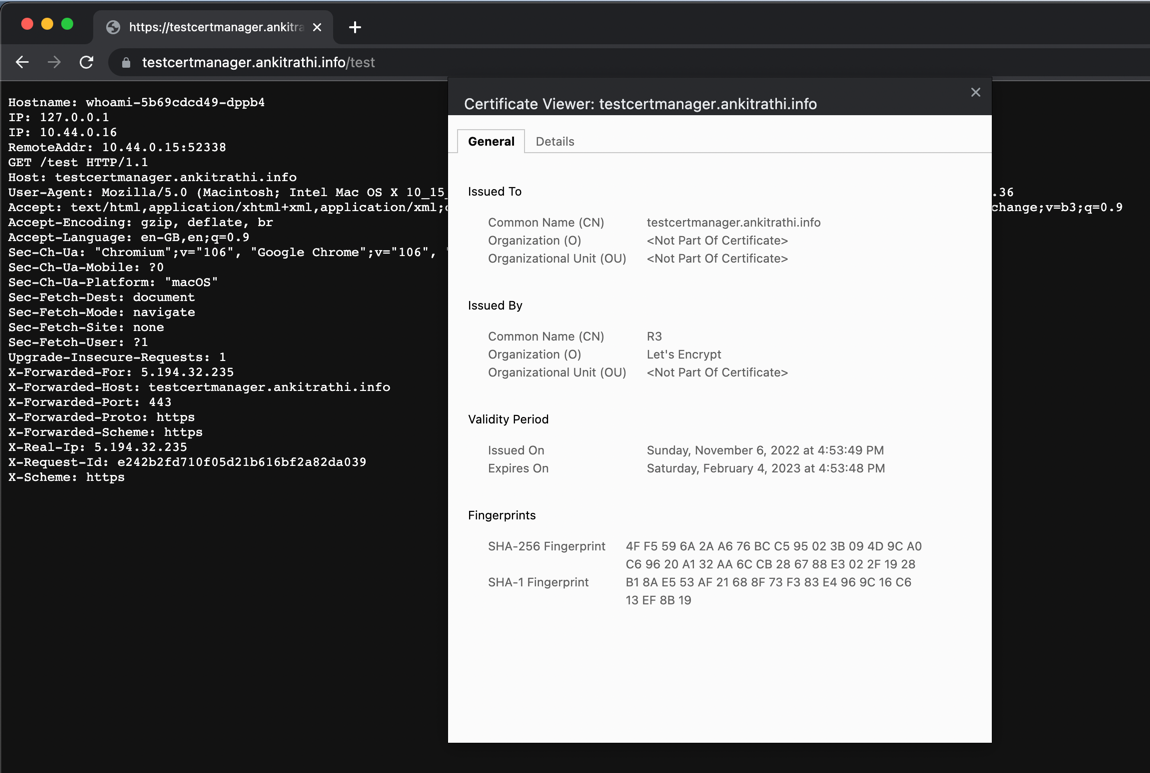 https://testcertmanager.ankitra
testcertmanager.ankitrathi.info/test
Hostname: whoami-5b69cdcd49-dppb4
IP: 127.0.0.1
IP: 10.44.0.16
RemoteAddr: 10.44.0.15:52338
GET /test HTTP/1.1
Host: testcertmanager.ankitrathi.info
User-Agent: Mozilla/5.0 (Macintosh; Intel Mac OS X 10_15_ .36
Accept: text/html,application/xhtml+xml,application/xml; change;v=b3;q=0.9
Accept-Encoding: gzip, deflate, br
Accept-Language: en-GB,en;q=0.9
Sec-Ch-Ua: "Chromium";v="106", "Google Chrome";v="106", "
Sec-Ch-Ua-Mobile: ?0
Sec-Ch-Ua-Platform: "macOS"
Sec-Fetch-Dest: document
Sec-Fetch-Mode: navigate
Sec-Fetch-Site: none
Sec-Fetch-User: ?1
Upgrade-Insecure-Requests: 1
X-Forwarded-For: 5.194.32.235
X-Forwarded-Host: testcertmanager.ankitrathi.info
X-Forwarded-Port: 443
X-Forwarded-Proto: https
X-Forwarded-Scheme: https
X-Real-Ip: 5.194.32.235
X-Request-Id: e242b2fd710f05d21b616bf2a82da039
X-Scheme: https
Certificate Viewer: testcertmanager.ankitrathi.info
General Details
Issued To
Common Name (CN) testcertmanager.ankitrathi.info
Organization (O) <Not Part Of Certificate>
Organizational Unit (OU) <Not Part Of Certificate>
Issued By
Common Name (CN) R3
Organization (O) Let's Encrypt
Organizational Unit (OU) <Not Part Of Certificate>
Validity Period
Issued On Sunday, November 6, 2022 at 4:53:49 PM
Expires On Saturday, February 4, 2023 at 4:53:48 PM
Fingerprints
SHA-256 Fingerprint 4F F5 59 6A 2A A6 76 BC C5 95 02 3B 09 4D 9C A0
C6 96 20 A1 32 AA 6C CB 28 67 88 E3 02 2F 19 28
SHA-1 Fingerprint B1 8A E5 53 AF 21 68 8F 73 F3 83 E4 96 9C 16 C6
13 EF 8B 19